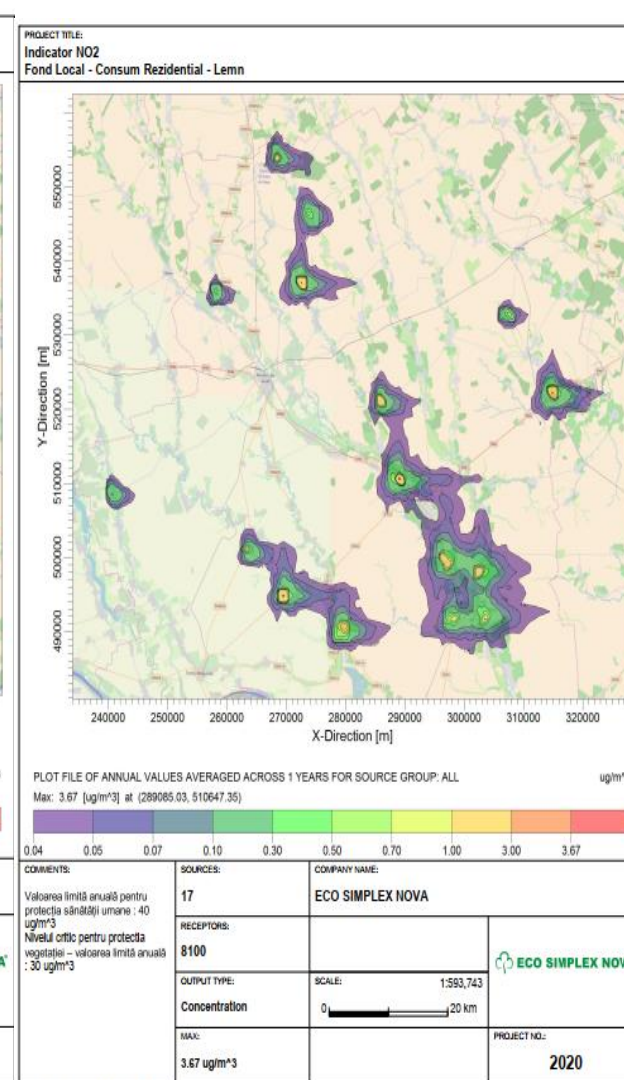 PROJECT TITLE:
Indicator NO2
Fond Local - Consum Rezidential - Lemn
Y-Direction [m]
550000
540000
530000
520000
510000
500000
490000
240000 250000 260000 270000 280000 290000 300000 310000 320000
X-Direction [m]
PLOT FILE OF ANNUAL VALUES AVERAGED ACROSS 1 YEARS FOR SOURCE GROUP: ALL
ug/m^
Max: 3.67 [ug/m^3] at (289085.03, 510647.35)
0.04 0.05 0.07 0.10 0.30 0.50 0.70 1.00 3.00 3.67
COMMENTS:
Valoarea limită anuală pentru
protecția sănătății umane : 40
ug/m^3
Nivelul critic pentru protectia
vegetației – valoarea limită anuală
: 30 ug/m^3
SOURCES:
17
COMPANY NAME:
ECO SIMPLEX NOVA
RECEPTORS:
8100
OUTPUT TYPE:
Concentration
SCALE:
1:593,743
0 20 km
MAX:
3.67 ug/m^3
ECO SIMPLEX NOV
PROJECT NO.:
2020
A